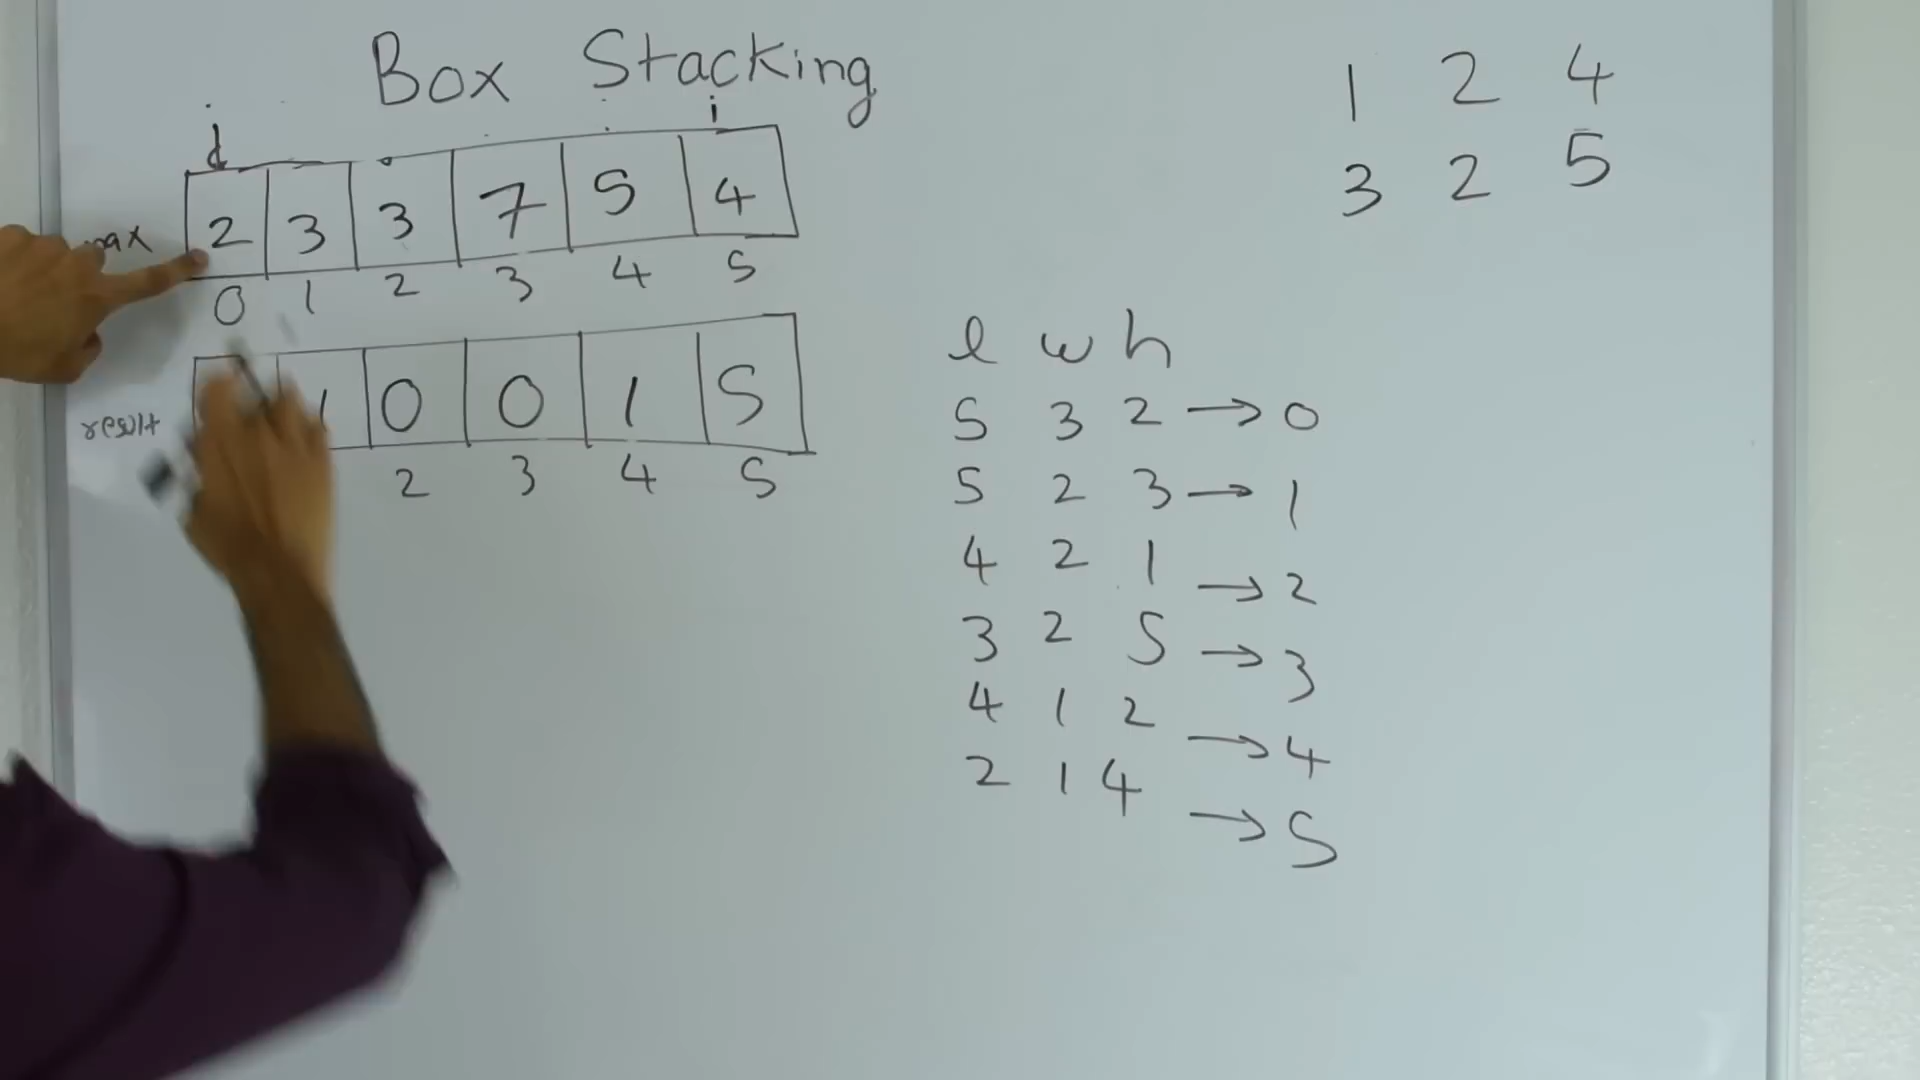 Box Stacking
j i
2 3 3 7 5 4
0 1 2 3 4 5
1 0 0 1 5
result
2 3 4 5
1 2 4
3 2 5
l w h
5 3 2 → 0
5 2 3 → 1
4 2 1 → 2
3 2 5 → 3
4 1 2 → 4
2 1 4 → 5